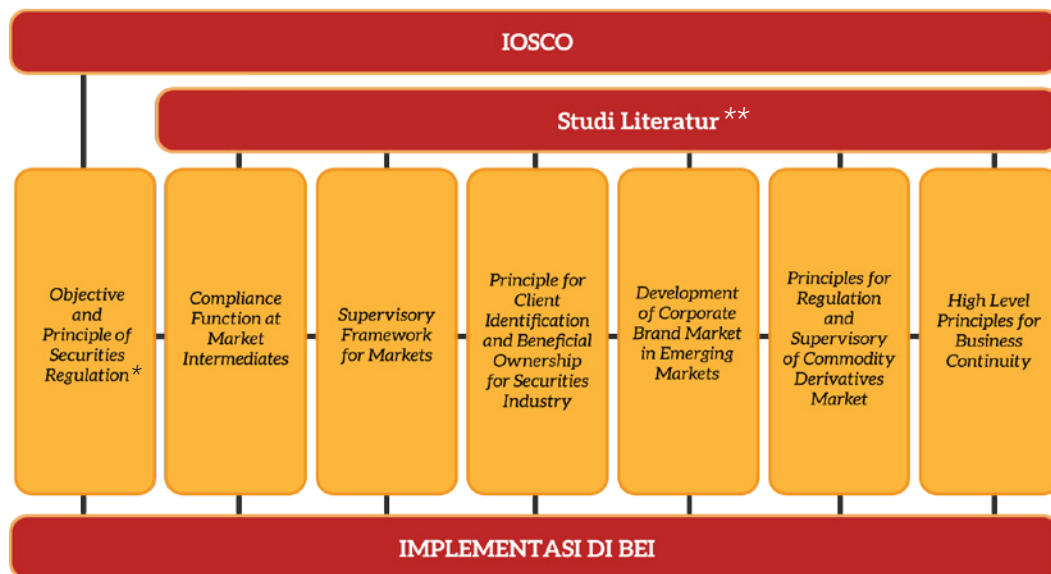 IOSCO
Studi Literatur **
Objective
and
Principle of
Securities
Regulation*
Compliance
Function at
Market
Intermediates
Supervisory
Framework
for Markets
Principle for
Client
Identification
and Beneficial
Ownership
for Securities
Industry
Development
of Corporate
Brand Market
in Emerging
Markets
Principles for
Regulation
and
Supervisory
of Commodity
Derivatives
Market
High Level
Principles for
Business
Continuity
IMPLEMENTASI DI BEI